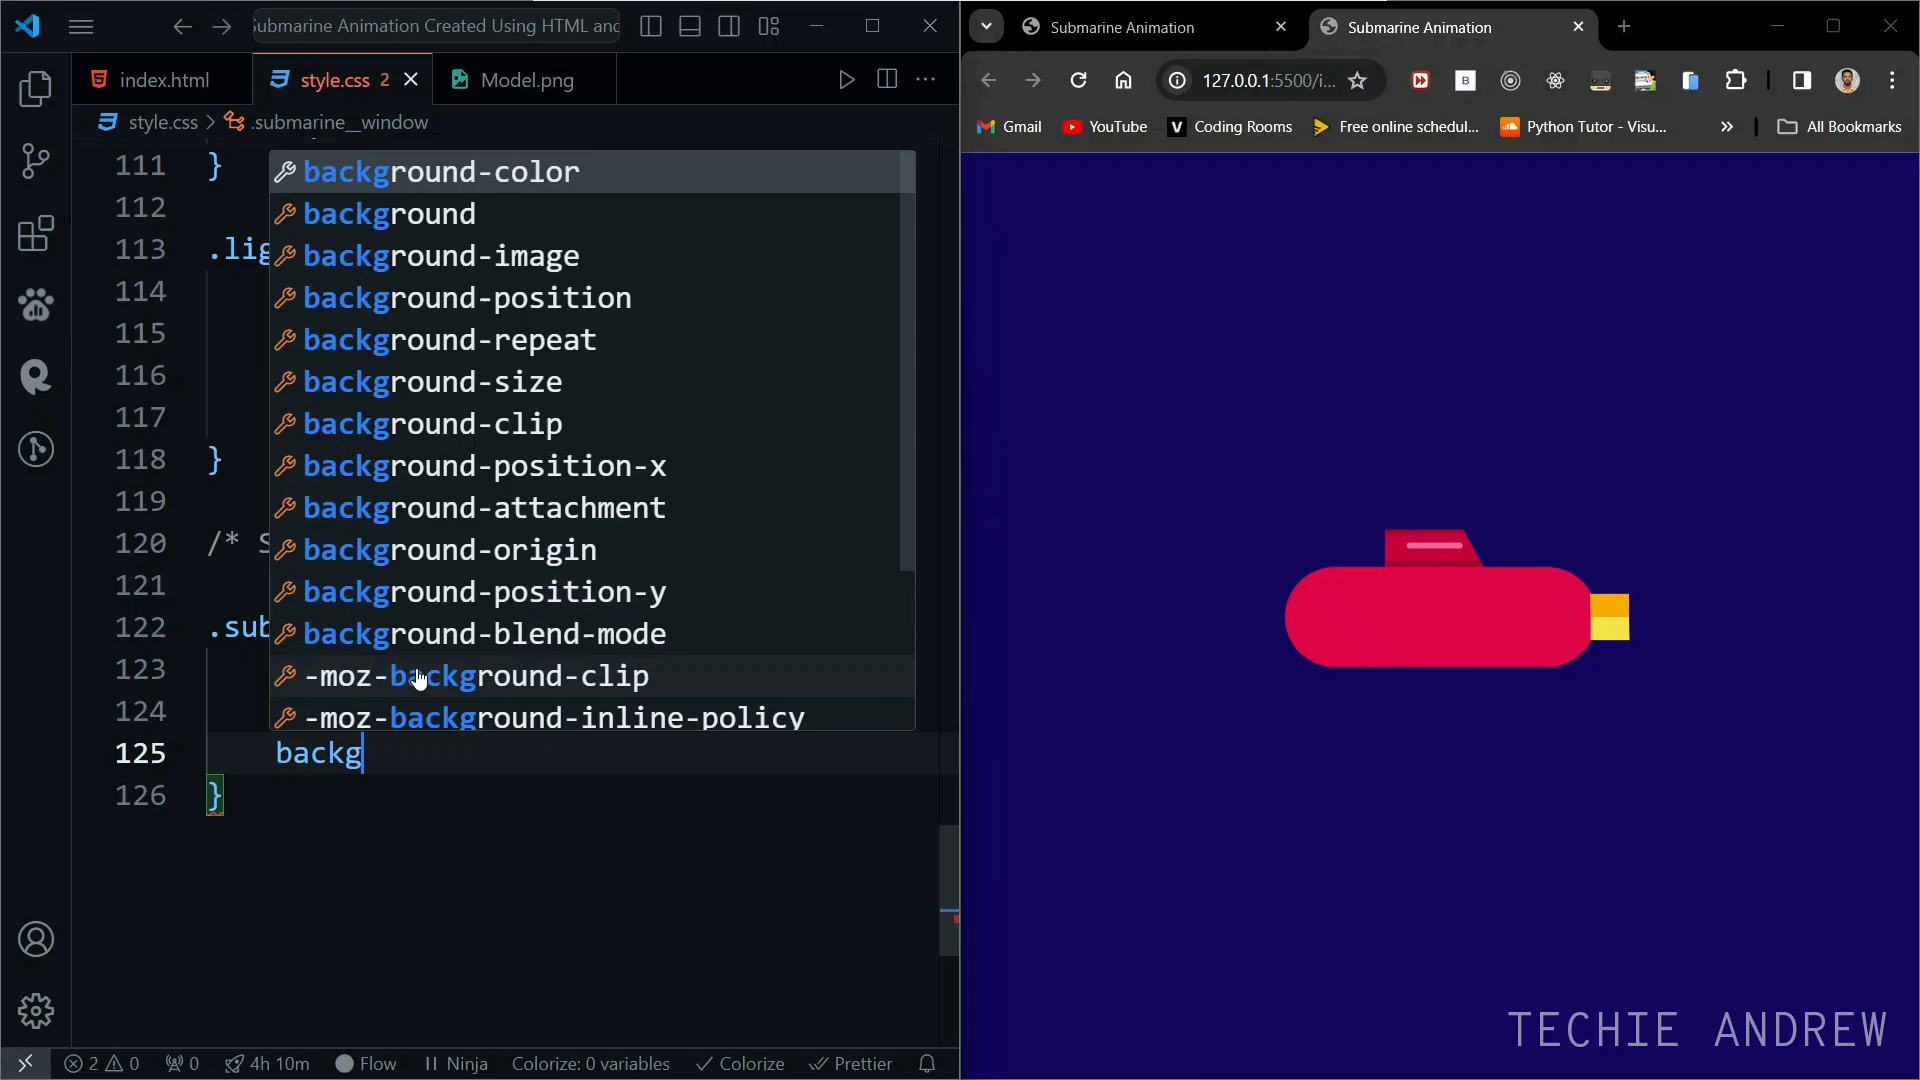 Submarine Animation Created Using HTML and
index.html
style.css 2
Model.png
style.css > .submarine__window
111 }
112
113 .lig
114
115
116
117
118 }
119
120 /* S
121
122 .sub
123
124
125 backg
126 }
background-color
background
background-image
background-position
background-repeat
background-size
background-clip
background-position-x
background-attachment
background-origin
background-position-y
background-blend-mode
-moz-background-clip
-moz-background-inline-policy
2 0
0
4h 10m
Flow
Ninja
Colorize: 0 variables
Colorize
Prettier
Submarine Animation
Submarine Animation
127.0.0.1:5500/i...
B
Gmail
YouTube
V Coding Rooms
Free online schedul...
Python Tutor - Visu...
All Bookmarks
TECHIE ANDREW